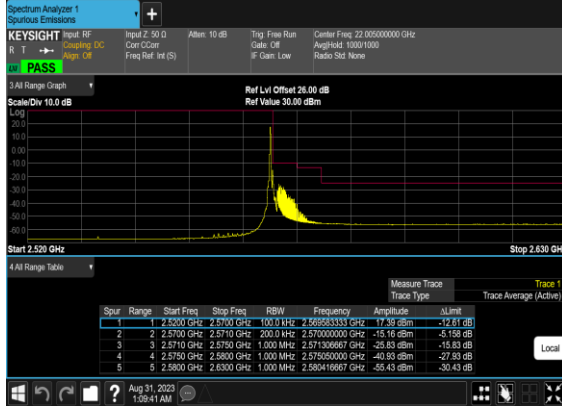 Spectrum Analyzer 1
Spurious Emissions
+
KEYSIGHT Input: RF Input Z: 50 Ω Atten: 10 dB Trig: Free Run Center Freq: 22.005000000 GHz
R T Coupling: DC Corr CCorr Gate: Off Avg|Hold: 1000/1000
Align: Off Freq Ref: Int (S) IF Gain: Low Radio Std: None
PASS
3 All Range Graph Ref Lvl Offset 26.00 dB
Scale/Div 10.0 dB Ref Value 30.00 dBm
Log
20.0
10.0
0.00
-10.0
-20.0
-30.0
-40.0
-50.0
-60.0
Start 2.520 GHz Stop 2.630 GH
4 All Range Table
Measure Trace Trace 1
Trace Type Trace Average (Active)
Spur Range Start Freq Stop Freq RBW Frequency Amplitude ΔLimit
1 1 2.5200 GHz 2.5700 GHz 100.0 kHz 2.569583333 GHz 17.39 dBm -12.61 dB
2 2 2.5700 GHz 2.5710 GHz 200.0 kHz 2.570000000 GHz -15.16 dBm -5.158 dB
3 3 2.5710 GHz 2.5750 GHz 1.000 MHz 2.571306667 GHz -25.83 dBm -15.83 dB
4 4 2.5750 GHz 2.5800 GHz 1.000 MHz 2.575050000 GHz -40.93 dBm -27.93 dB
5 5 2.5800 GHz 2.6300 GHz 1.000 MHz 2.580416667 GHz -55.43 dBm -30.43 dB
Local
? Aug 31, 2023
1:09:41 AM